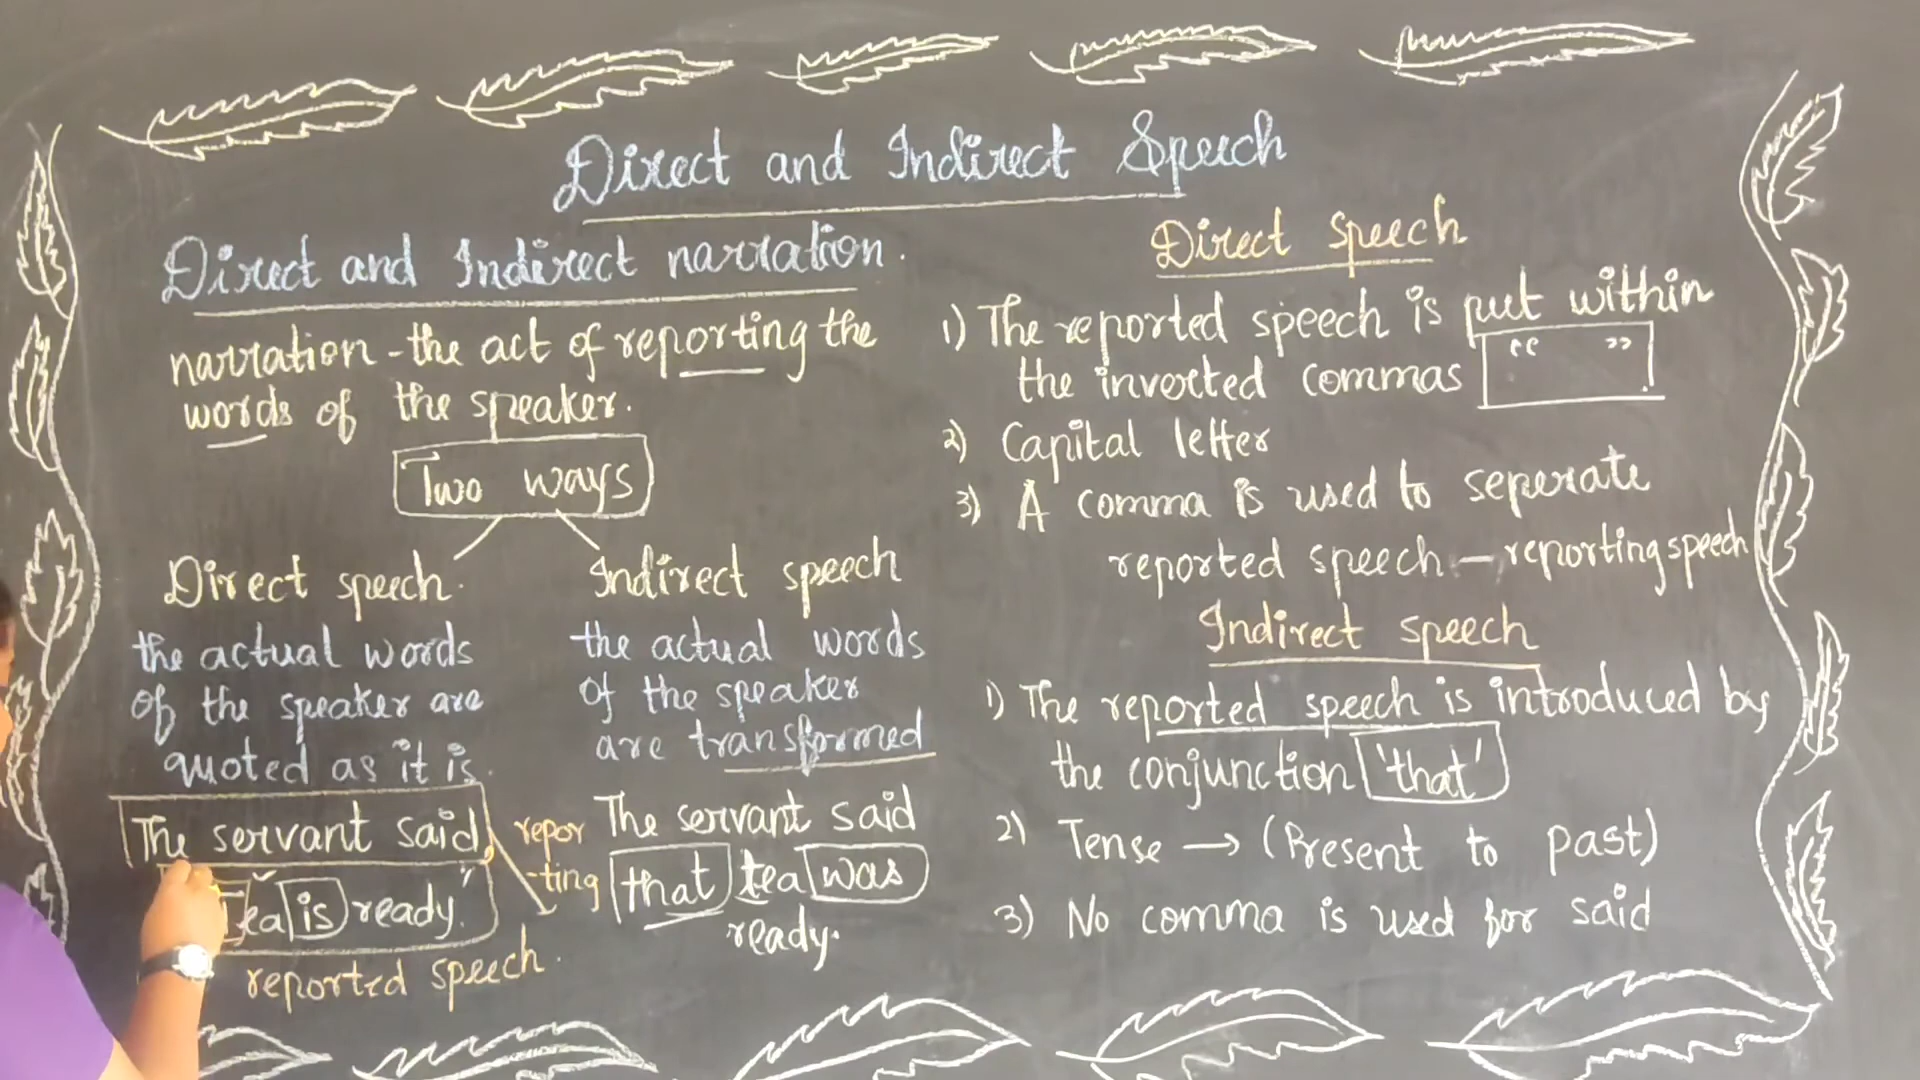 Direct and Indirect Speech
Direct and Indirect narration.
narration - the act of reporting the
words of the speaker.
Two ways
Direct speech.
the actual words
of the speaker are
quoted as it is.
The servant said,
"Tea is ready."
reported speech.
repor
-ting
Indirect speech
the actual words
of the speaker
are transformed
The servant said
that tea was
ready.
Direct speech
1) The reported speech is put within
the inverted commas “ ”
2) Capital letter
3) A comma is used to seperate
reported speech - reporting speech
Indirect speech
1) The reported speech is introduced by
the conjunction 'that'
2) Tense → (Present to past)
3) No comma is used for said